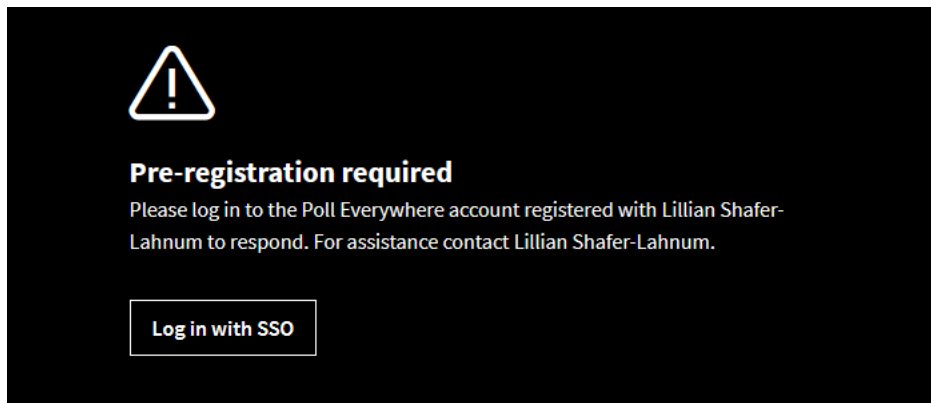 Pre-registration required
Please log in to the Poll Everywhere account registered with Lillian Shafer-
Lahnum to respond. For assistance contact Lillian Shafer-Lahnum.
Log in with SSO